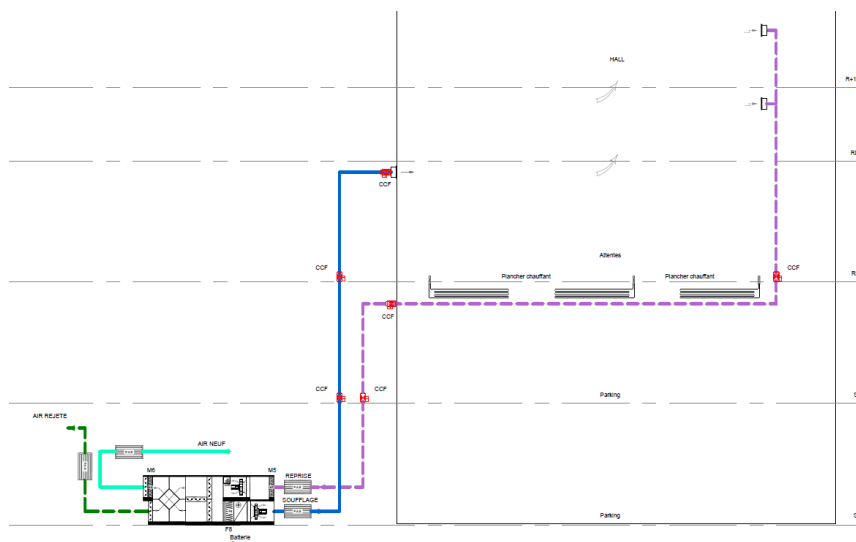 HALL
R+1
CCF
Attentes
CCF
CCF
Plancher chauffant
Plancher chauffant
CCF
CCF
CCF
Parking
AIR REJETE
AIR NEUF
M6
M5
REPRISE
SOUFFLAGE
Parking
F8
Batterie